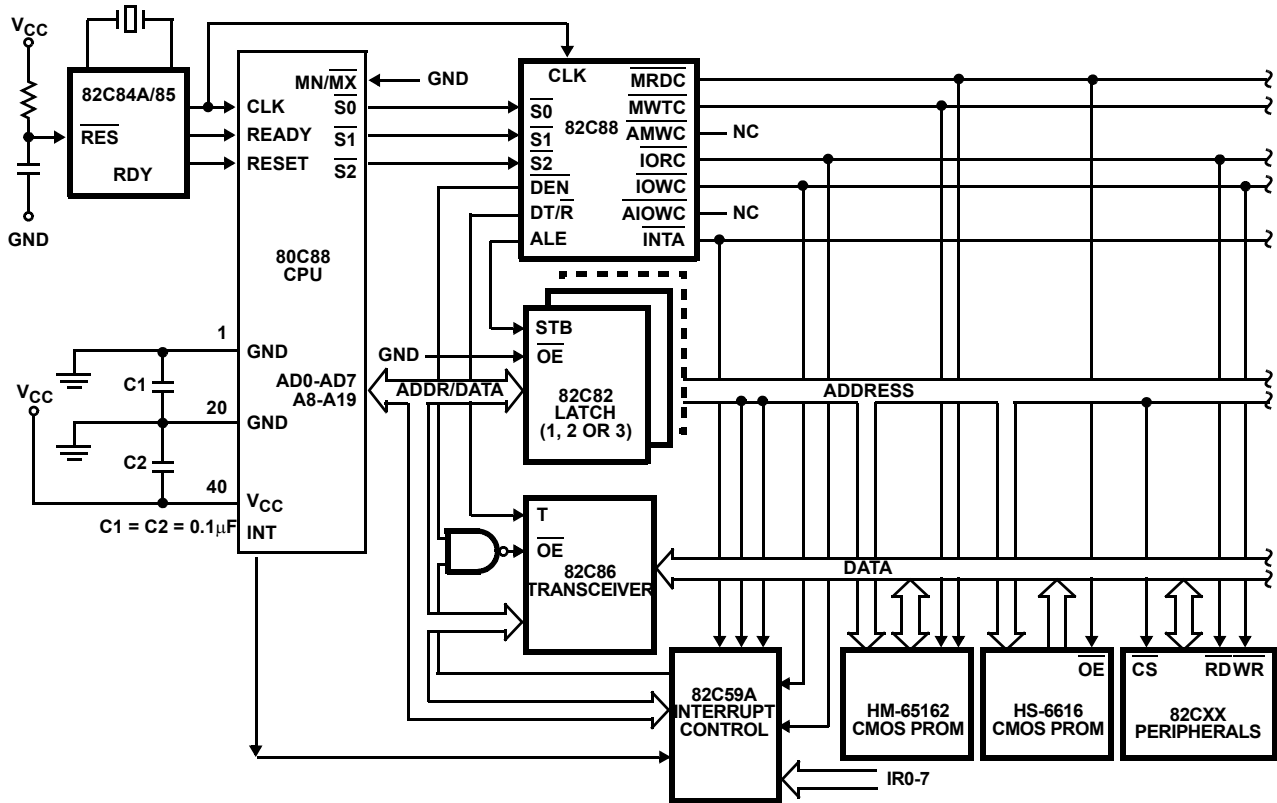 VCC
GND
82C84A/85
RES
RDY
CLK
READY
RESET
MN/MX
S0
S1
S2
GND
80C88
CPU
1
GND
C1
VCC
20
GND
C2
40
VCC
C1 = C2 = 0.1μF
INT
AD0-AD7
A8-A19
ADDR/DATA
CLK
82C88
S0
S1
S2
DEN
DT/R
ALE
MRDC
MWTC
AMWC
NC
IORC
IOWC
AIOWC
NC
INTA
STB
GND
OE
82C82
LATCH
(1, 2 OR 3)
ADDRESS
T
OE
82C86
TRANSCEIVER
DATA
82C59A
INTERRUPT
CONTROL
IR0-7
HM-65162
CMOS PROM
OE
HS-6616
CMOS PROM
CS
RD
WR
82CXX
PERIPHERALS